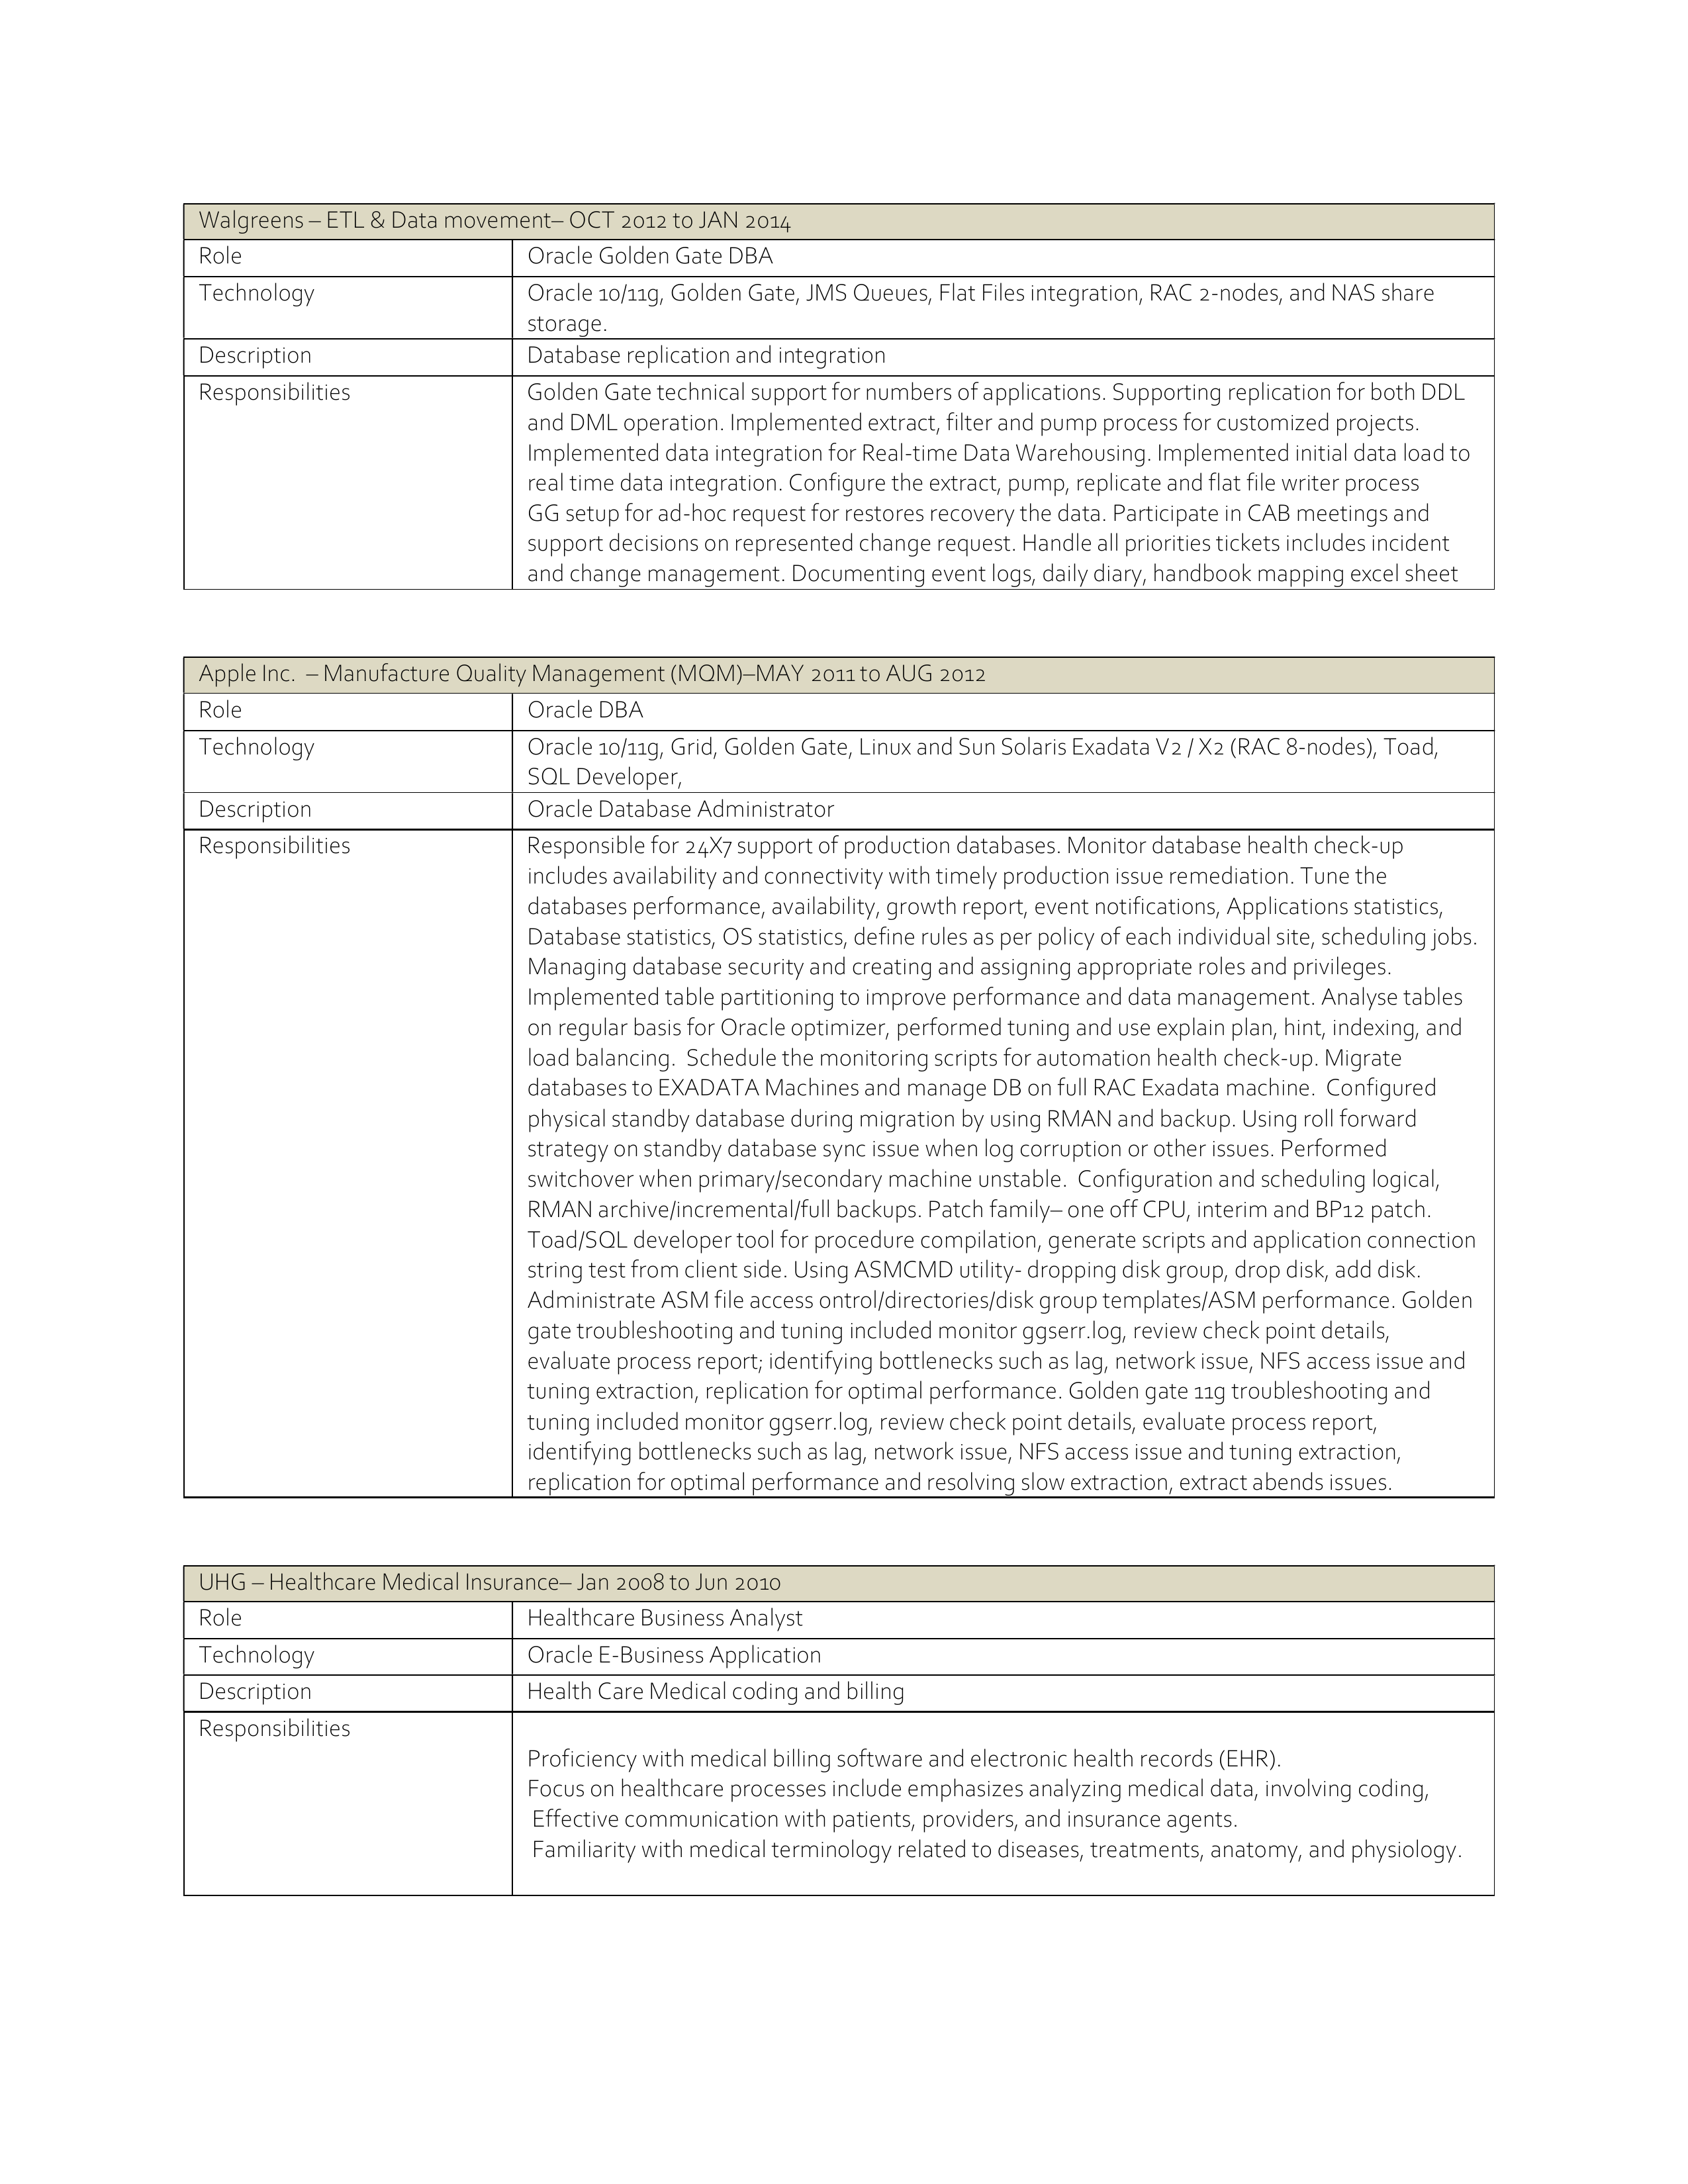 Walgreens – ETL & Data movement– OCT 2012 to JAN 2014
Role Oracle Golden Gate DBA
Technology Oracle 10/11g, Golden Gate, JMS Queues, Flat Files integration, RAC 2-nodes, and NAS share
storage.
Description Database replication and integration
Responsibilities Golden Gate technical support for numbers of applications. Supporting replication for both DDL
and DML operation. Implemented extract, filter and pump process for customized projects.
Implemented data integration for Real-time Data Warehousing. Implemented initial data load to
real time data integration. Configure the extract, pump, replicate and flat file writer process
GG setup for ad-hoc request for restores recovery the data. Participate in CAB meetings and
support decisions on represented change request. Handle all priorities tickets includes incident
and change management. Documenting event logs, daily diary, handbook mapping excel sheet
Apple Inc.  – Manufacture Quality Management (MQM)–MAY 2011 to AUG 2012
Role Oracle DBA
Technology Oracle 10/11g, Grid, Golden Gate, Linux and Sun Solaris Exadata V2 / X2 (RAC 8-nodes), Toad,
SQL Developer,
Description Oracle Database Administrator
Responsibilities Responsible for 24X7 support of production databases. Monitor database health check-up
includes availability and connectivity with timely production issue remediation. Tune the
databases performance, availability, growth report, event notifications, Applications statistics,
Database statistics, OS statistics, define rules as per policy of each individual site, scheduling jobs.
Managing database security and creating and assigning appropriate roles and privileges.
Implemented table partitioning to improve performance and data management. Analyse tables
on regular basis for Oracle optimizer, performed tuning and use explain plan, hint, indexing, and
load balancing.  Schedule the monitoring scripts for automation health check-up. Migrate
databases to EXADATA Machines and manage DB on full RAC Exadata machine.  Configured
physical standby database during migration by using RMAN and backup. Using roll forward
strategy on standby database sync issue when log corruption or other issues. Performed
switchover when primary/secondary machine unstable.  Configuration and scheduling logical,
RMAN archive/incremental/full backups. Patch family– one off CPU, interim and BP12 patch.
Toad/SQL developer tool for procedure compilation, generate scripts and application connection
string test from client side. Using ASMCMD utility- dropping disk group, drop disk, add disk.
Administrate ASM file access ontrol/directories/disk group templates/ASM performance. Golden
gate troubleshooting and tuning included monitor ggserr.log, review check point details,
evaluate process report; identifying bottlenecks such as lag, network issue, NFS access issue and
tuning extraction, replication for optimal performance. Golden gate 11g troubleshooting and
tuning included monitor ggserr.log, review check point details, evaluate process report,
identifying bottlenecks such as lag, network issue, NFS access issue and tuning extraction,
replication for optimal performance and resolving slow extraction, extract abends issues.
UHG – Healthcare Medical Insurance– Jan 2008 to Jun 2010
Role Healthcare Business Analyst
Technology Oracle E-Business Application
Description Health Care Medical coding and billing
Responsibilities
Proficiency with medical billing software and electronic health records (EHR).
Focus on healthcare processes include emphasizes analyzing medical data, involving coding,
Effective communication with patients, providers, and insurance agents.
Familiarity with medical terminology related to diseases, treatments, anatomy, and physiology.